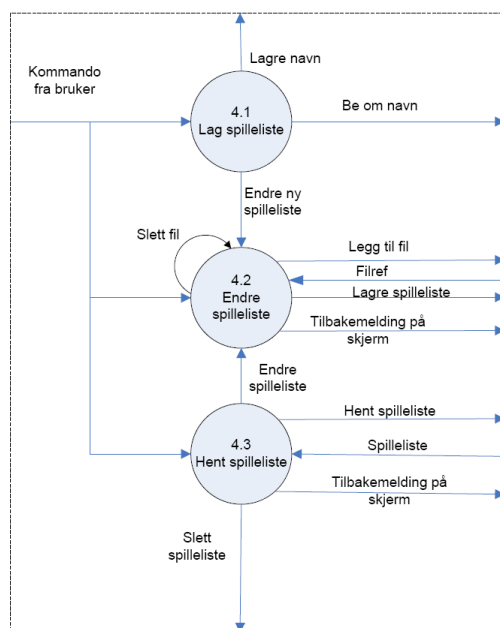 Lagre navn
Kommando
fra bruker
4.1
Lag spilleliste
Be om navn
Endre ny
spilleliste
Slett fil
4.2
Endre
spilleliste
Legg til fil
Filref
Lagre spilleliste
Tilbakemelding på
skjerm
Endre
spilleliste
4.3
Hent spilleliste
Hent spilleliste
Spilleliste
Tilbakemelding på
skjerm
Slett
spilleliste